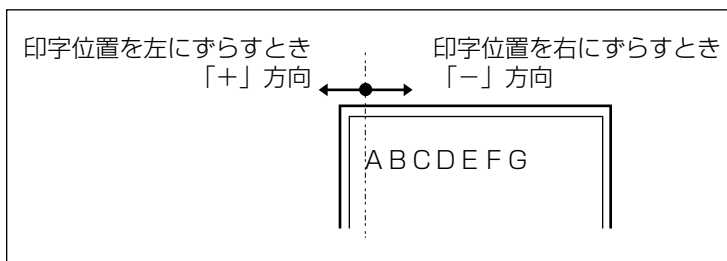 印字位置を左にずらすとき
「＋」方向
印字位置を右にずらすとき
「－」方向
ＡＢＣＤＥＦＧ